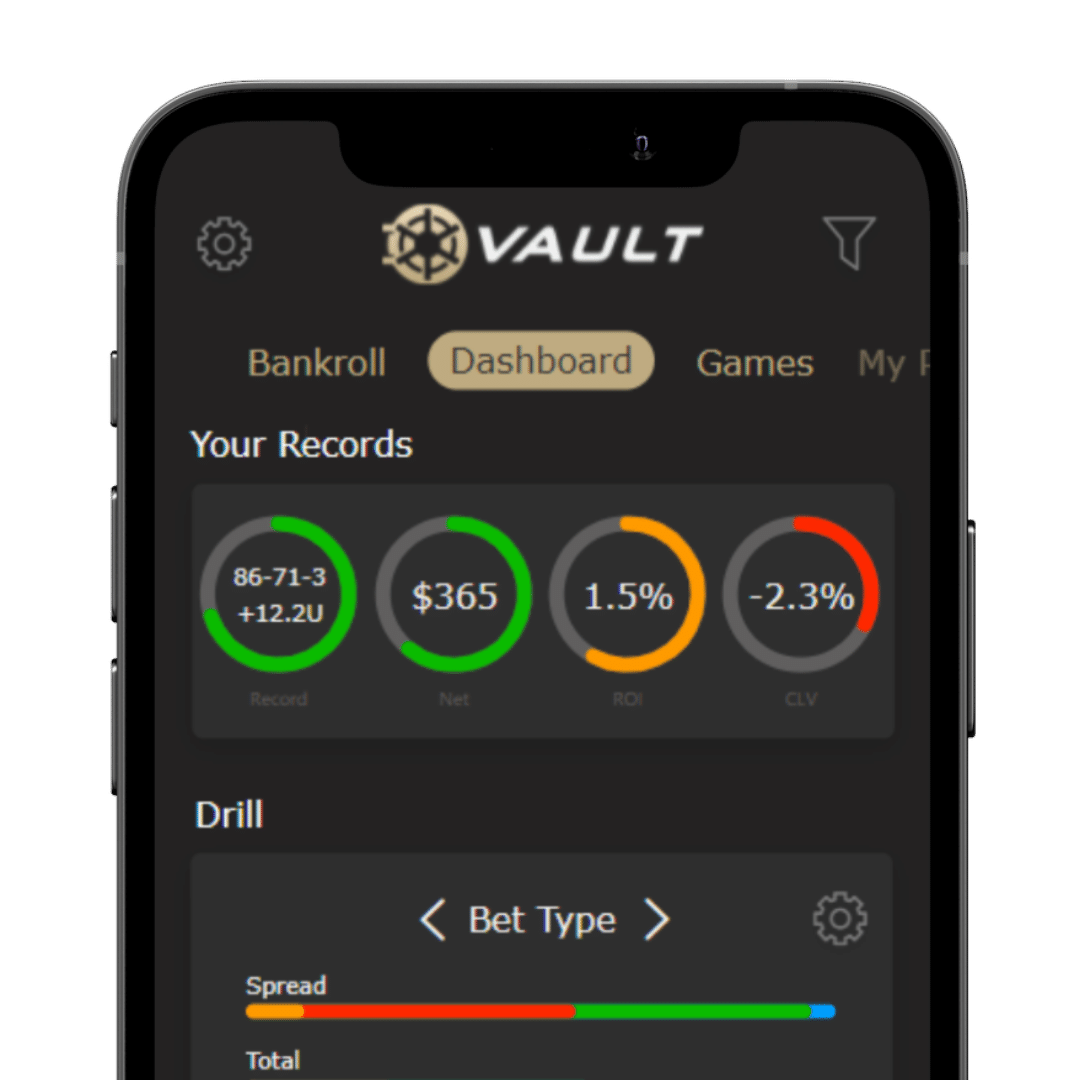 VAULT
Bankroll Dashboard Games My P
Your Records
86-71-3 $365 1.5% -2.3%
+12.2U
Record Net ROI CLV
Drill
Bet Type
Spread
Total